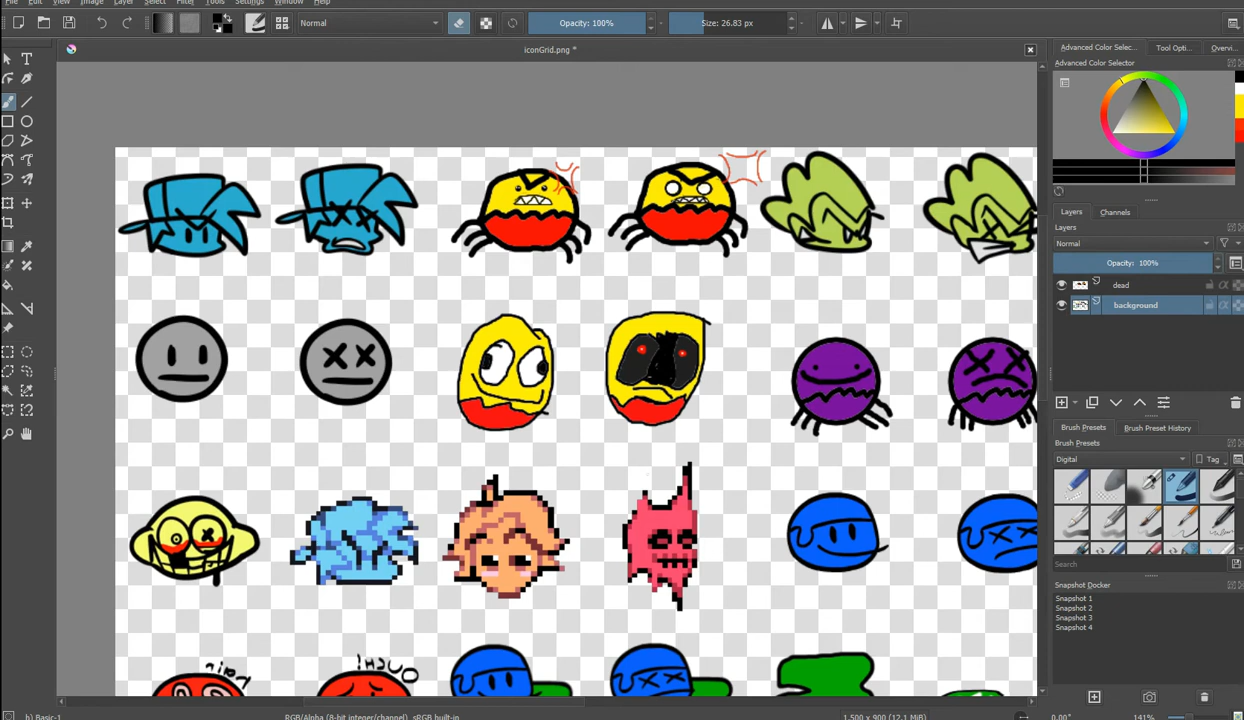 File Edit View Image Layer Select Filter Tools Settings Window Help
Normal
Opacity: 100%
Size: 26.83 px
iconGrid.png *
Advanced Color Selec...
Tool Opti...
Overvi...
Advanced Color Selector
Layers
Channels
Layers
Normal
Opacity: 100%
dead
background
Brush Presets
Brush Preset History
Brush Presets
Digital
Tag
Search
Snapshot Docker
Snapshot 1
Snapshot 2
Snapshot 3
Snapshot 4
OUCH!
b) Basic-1
RGB/Alpha (8-bit integer/channel) sRGB built-in
1,500 x 900 (12.1 MiB)
0.00°
141%